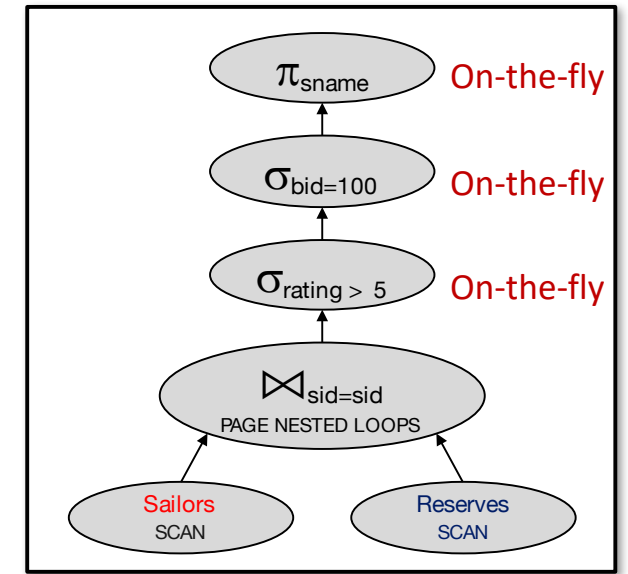 πsname On-the-fly
σbid=100 On-the-fly
σrating > 5 On-the-fly
⋈sid=sid
PAGE NESTED LOOPS
Sailors Reserves
SCAN SCAN